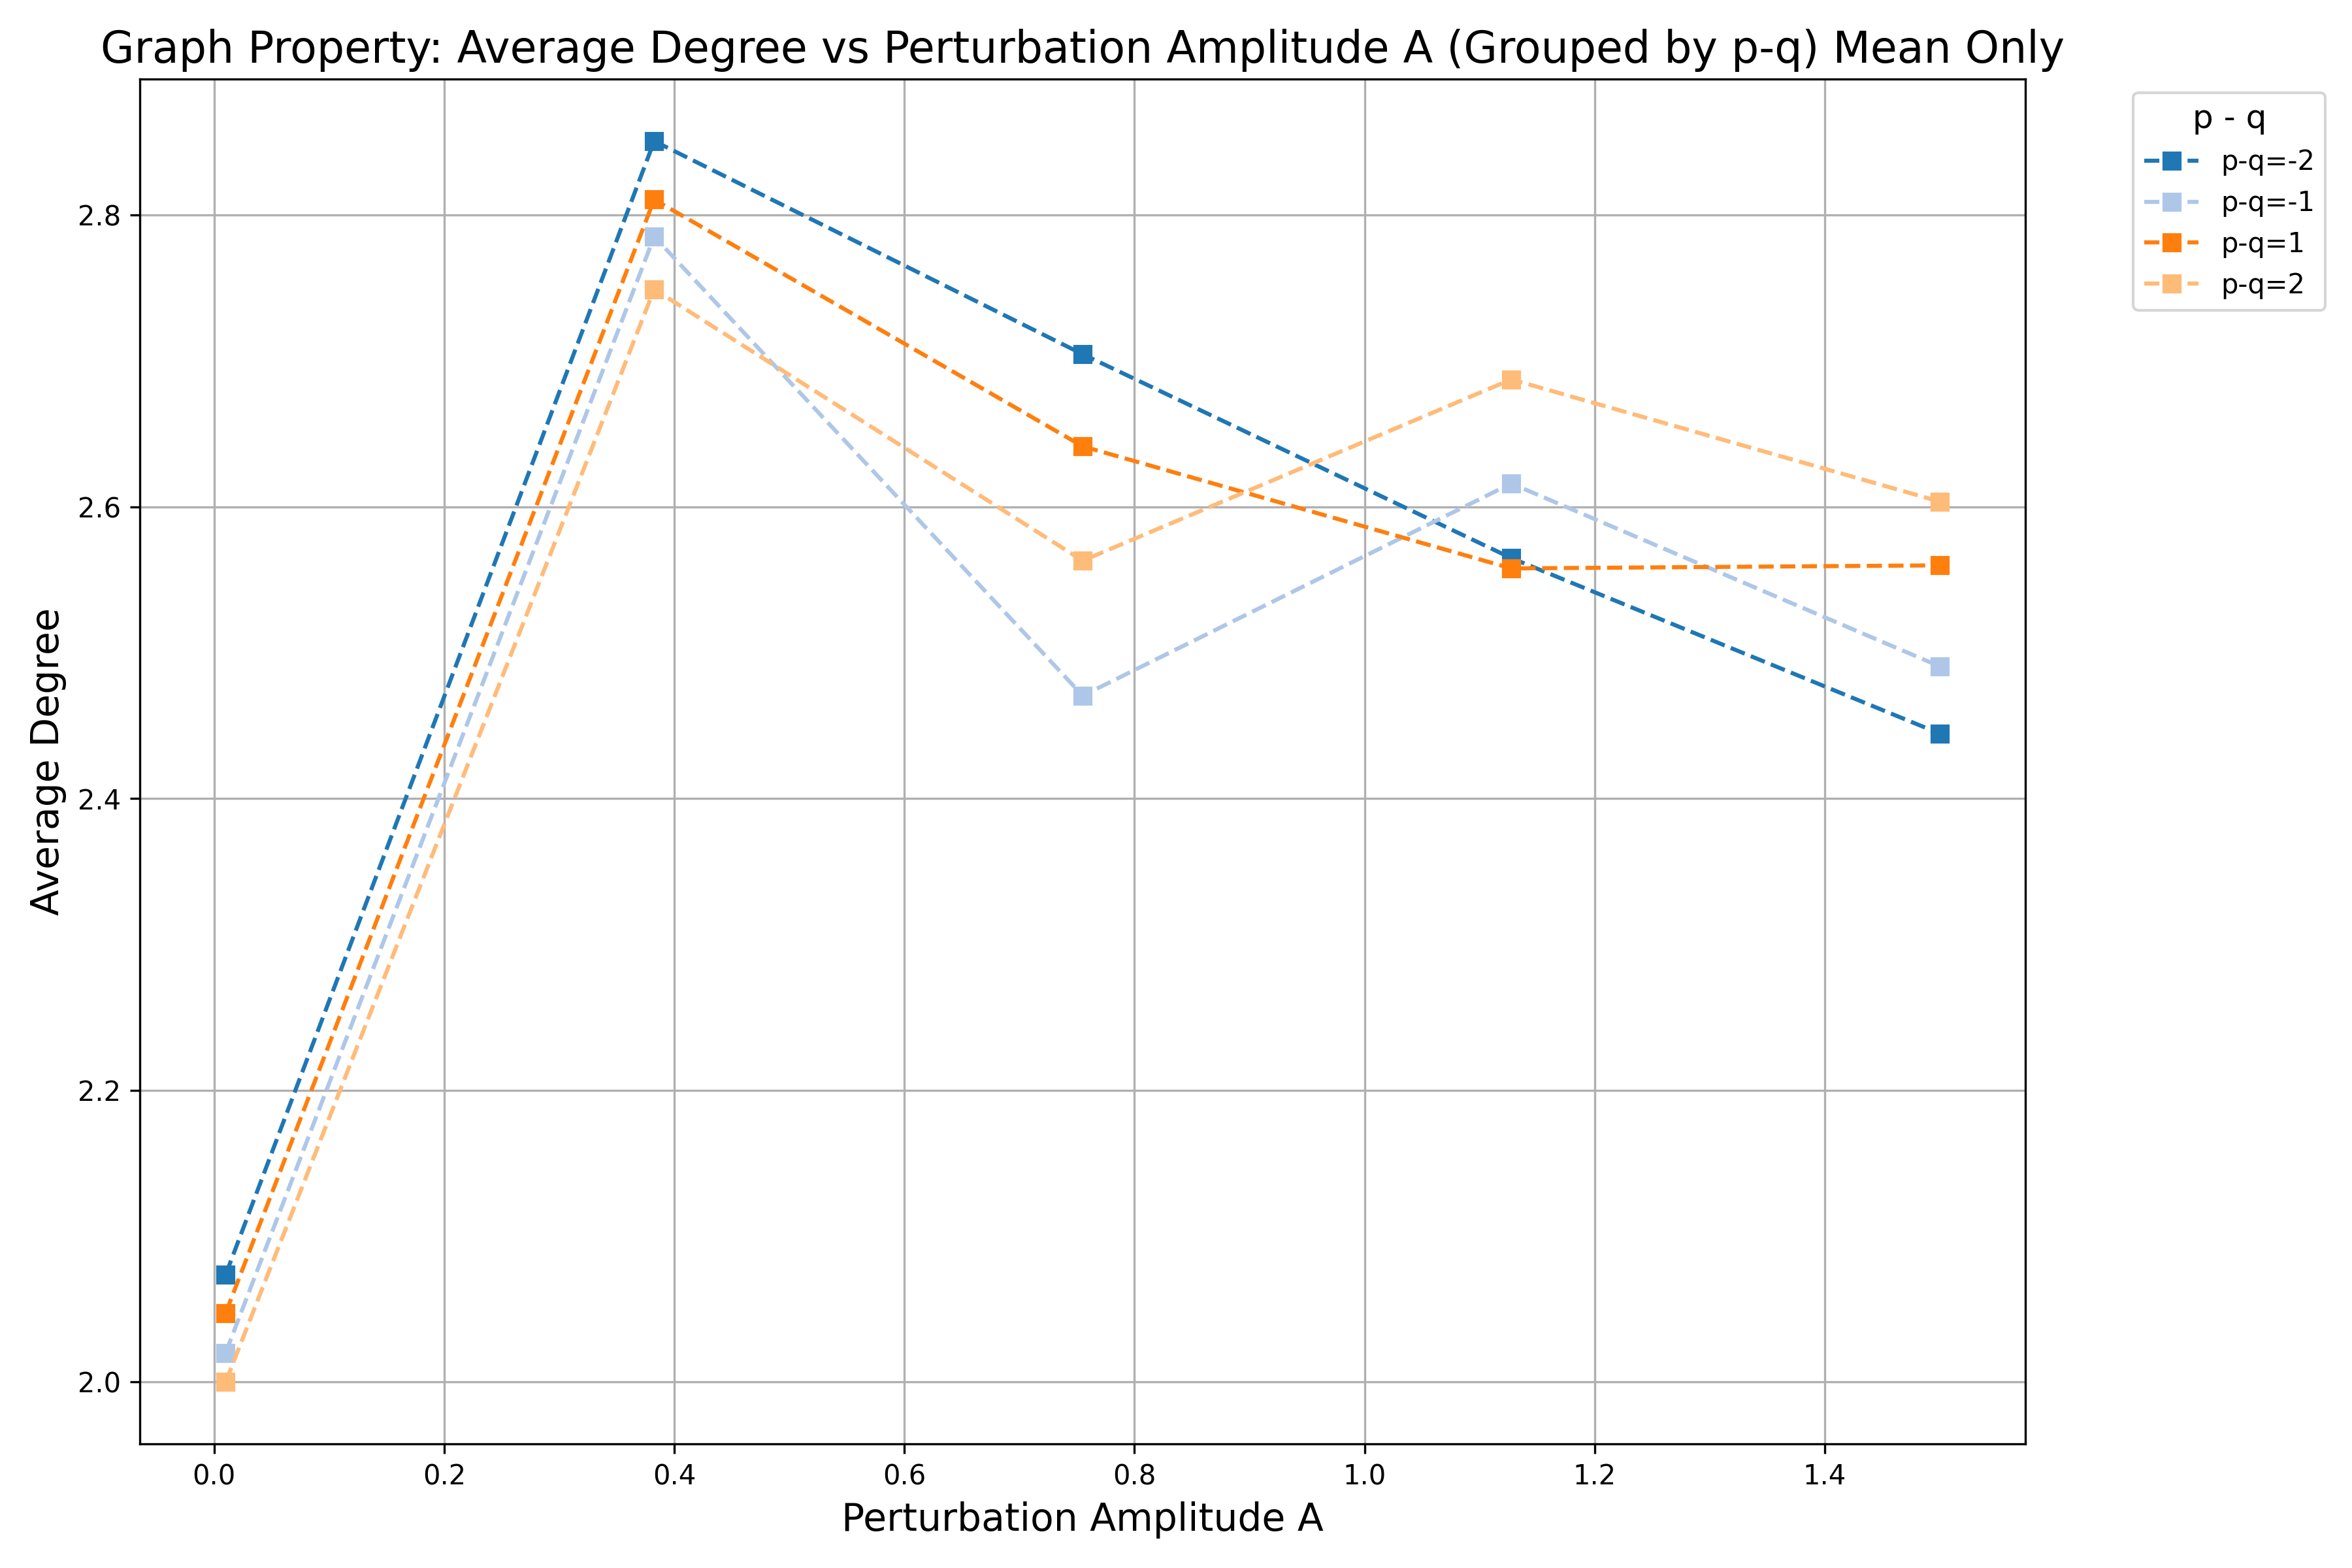 Graph Property: Average Degree vs Perturbation Amplitude A (Grouped by p-q) Mean Only
p - q
p-q=-2
p-q=-1
p-q=1
p-q=2
Average Degree
2.8
2.6
2.4
2.2
2.0
0.0 0.2 0.4 0.6 0.8 1.0 1.2 1.4
Perturbation Amplitude A